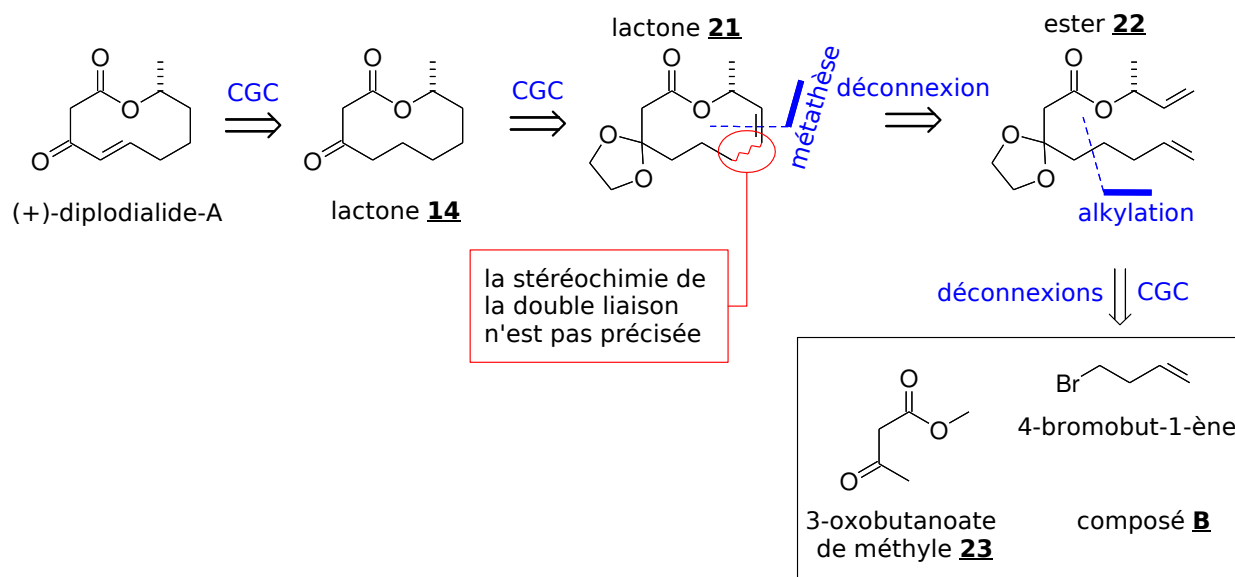 lactone 21
ester 22
CGC
CGC
métathèse
déconnexion
O
O
O
O
O
O
O
O
O
O
O
O
O
O
(+)-diplodialide-A
lactone 14
alkylation
la stéréochimie de
la double liaison
n'est pas précisée
déconnexions
CGC
O
O
O
Br
4-bromobut-1-ène
3-oxobutanoate
de méthyle 23
composé B